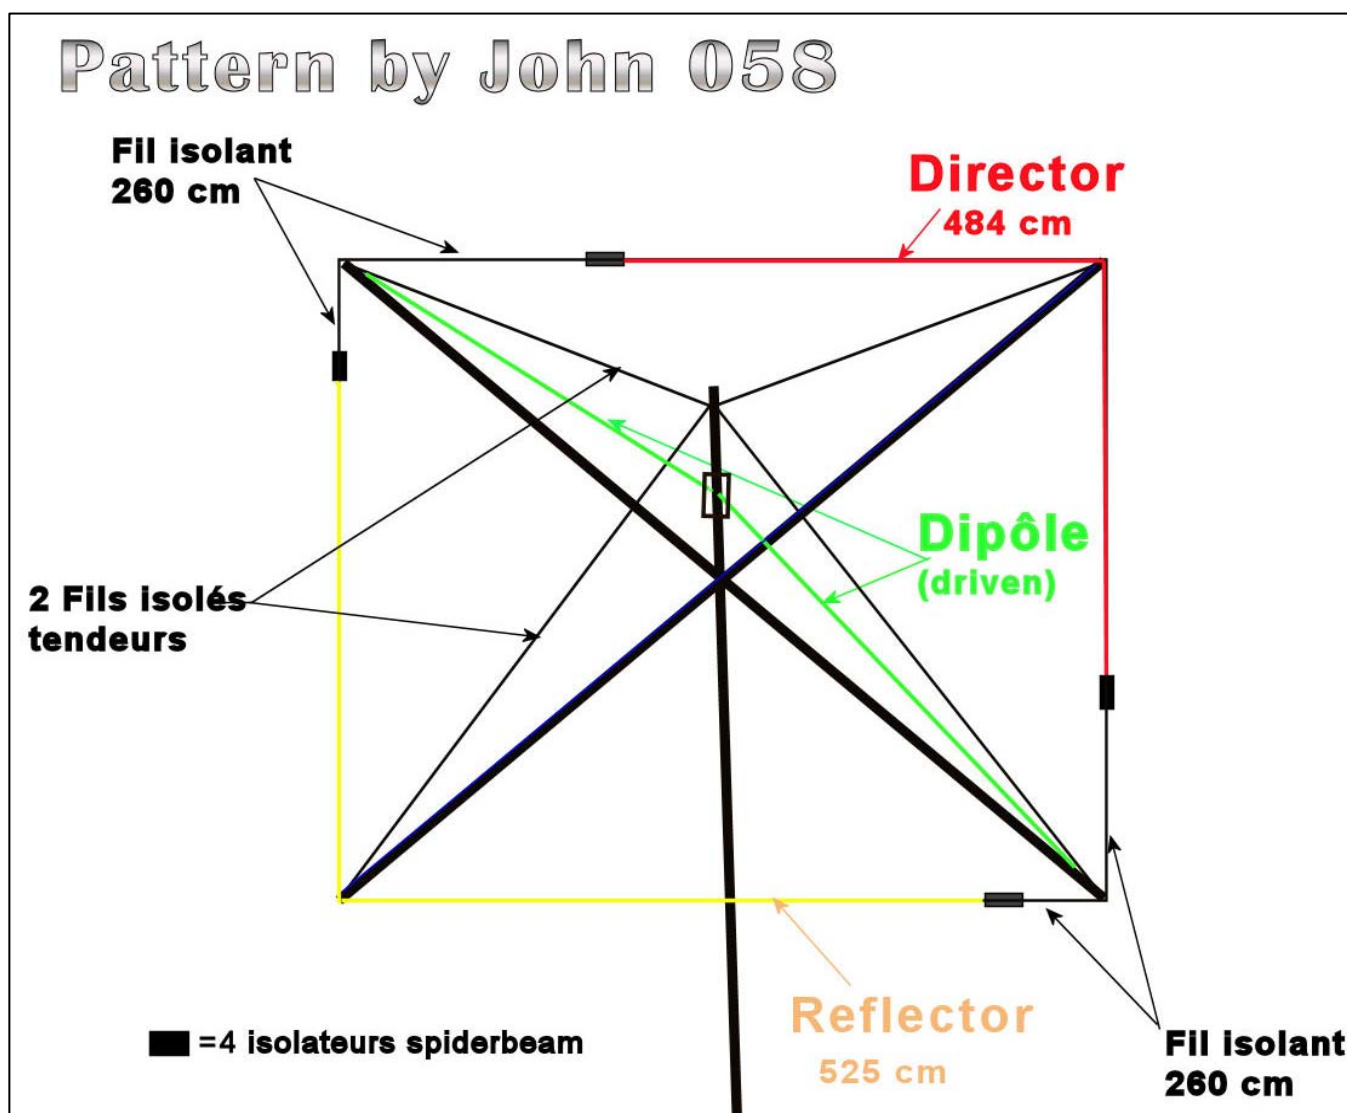 Pattern by John 058
Fil isolant
260 cm
Director
484 cm
Dipôle
(driven)
2 Fils isolés
tendeurs
Reflector
525 cm
=4 isolateurs spiderbeam
Fil isolant
260 cm